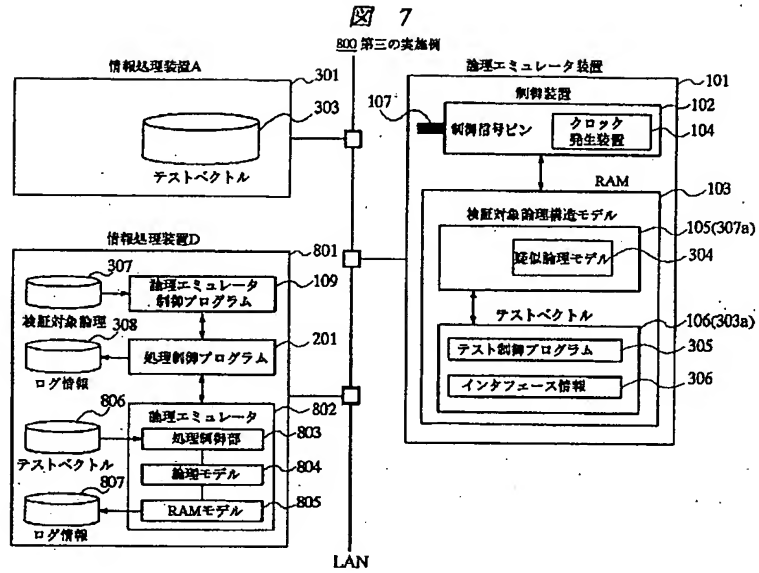 図 7
800 第三の実施例
情報処理装置A
301
303
テストベクトル
情報処理装置D
801
307
検証対象論理
論理エミュレータ
制御プログラム
109
308
ログ情報
処理制御プログラム
201
806
テストベクトル
論理エミュレータ
802
処理制御部
803
論理モデル
804
807
ログ情報
RAMモデル
805
LAN
論理エミュレータ装置
101
制御装置
102
107
制御信号ピン
クロック
発生装置
104
RAM
103
検証対象論理構造モデル
105(307a)
疑似論理モデル
304
テストベクトル
106(303a)
テスト制御プログラム
305
インタフェース情報
306